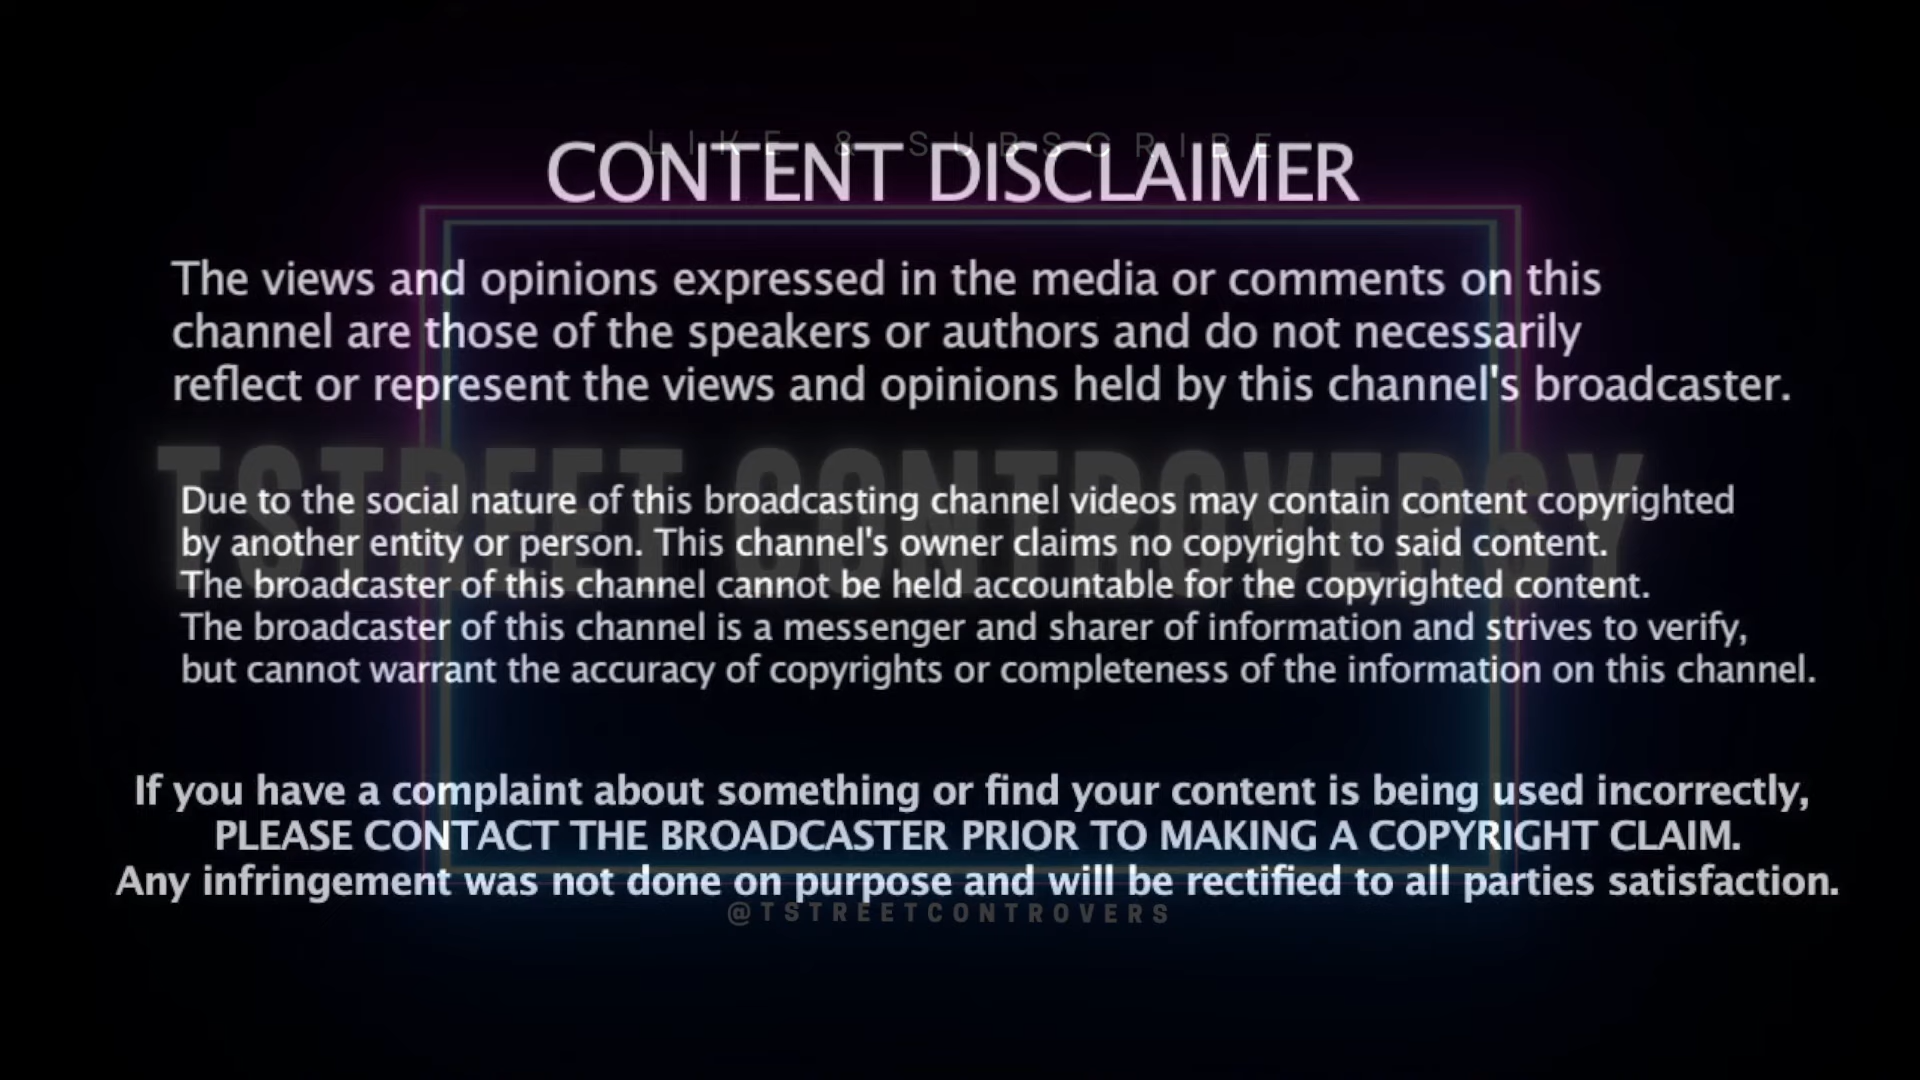 LIKE & SUBSCRIBE
CONTENT DISCLAIMER
The views and opinions expressed in the media or comments on this
channel are those of the speakers or authors and do not necessarily
reflect or represent the views and opinions held by this channel's broadcaster.
TSTREET CONTROVERSY
Due to the social nature of this broadcasting channel videos may contain content copyrighted
by another entity or person. This channel's owner claims no copyright to said content.
The broadcaster of this channel cannot be held accountable for the copyrighted content.
The broadcaster of this channel is a messenger and sharer of information and strives to verify,
but cannot warrant the accuracy of copyrights or completeness of the information on this channel.
If you have a complaint about something or find your content is being used incorrectly,
PLEASE CONTACT THE BROADCASTER PRIOR TO MAKING A COPYRIGHT CLAIM.
Any infringement was not done on purpose and will be rectified to all parties satisfaction.
@TSTREETCONTROVERS